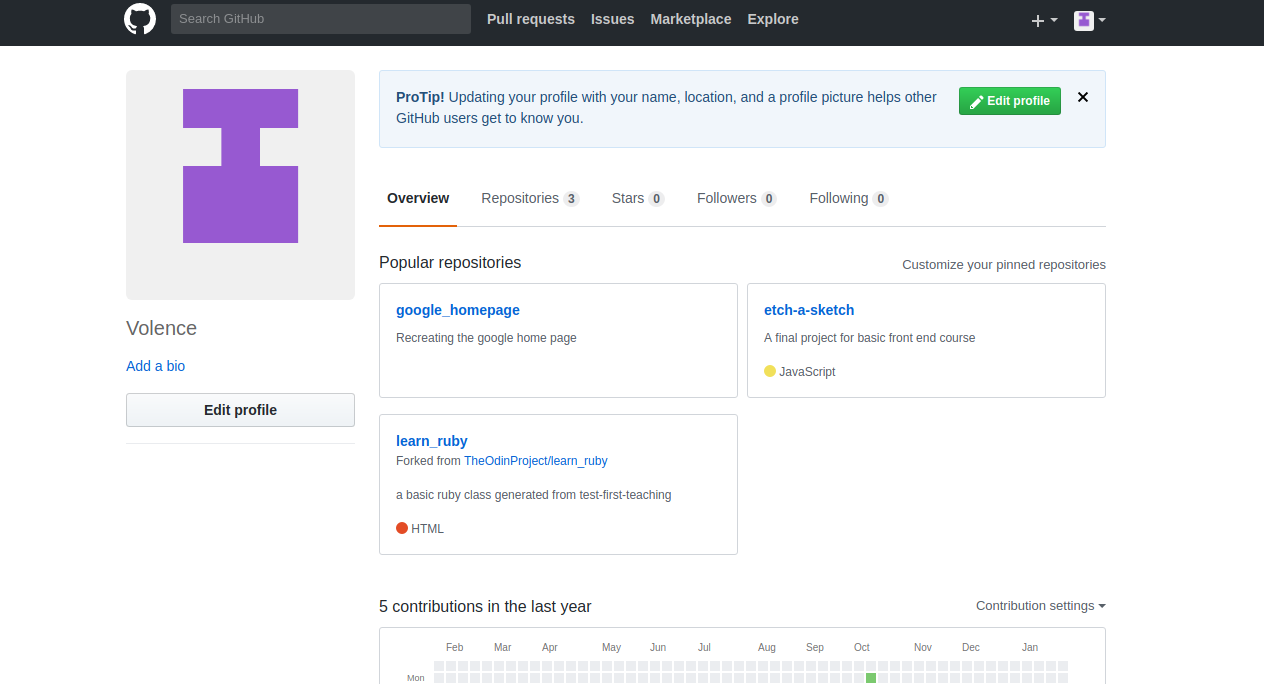 Search GitHub Pull requests Issues Marketplace Explore
ProTip! Updating your profile with your name, location, and a profile picture helps other
GitHub users get to know you.
Edit profile
Volence
Add a bio
Edit profile
Overview Repositories 3 Stars 0 Followers 0 Following 0
Popular repositories Customize your pinned repositories
google_homepage
Recreating the google home page
etch-a-sketch
A final project for basic front end course
JavaScript
learn_ruby
Forked from TheOdinProject/learn_ruby
a basic ruby class generated from test-first-teaching
HTML
5 contributions in the last year Contribution settings
Feb Mar Apr May Jun Jul Aug Sep Oct Nov Dec Jan
Mon